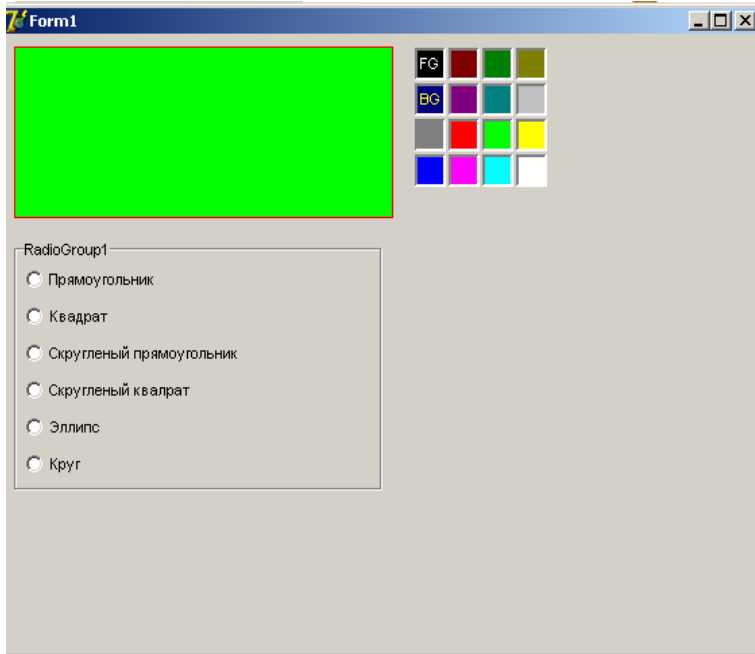 Form1
FG
BG
RadioGroup1
Прямоугольник
Квадрат
Скругленый прямоугольник
Скругленый квалрат
Эллипс
Круг